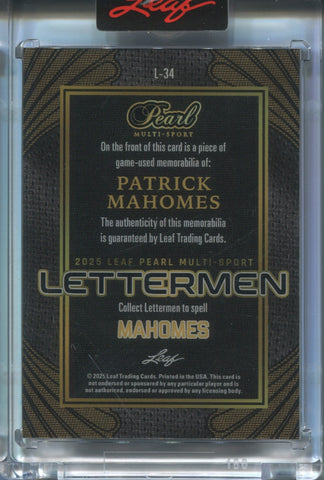 Leaf
L-34
Pearl
MULTI-SPORT
On the front of this card is a piece of
game-used memorabilia of:
PATRICK
MAHOMES
The authenticity of this memorabilia
is guaranteed by Leaf Trading Cards.
2025 LEAF PEARL MULTI-SPORT
LETTERMEN
Collect Lettermen to spell
MAHOMES
Leaf
© 2025 Leaf Trading Cards. Printed in the USA. This card is
not endorsed or sponsored by any particular player and is
not authorized, endorsed or approved by any licensing body.